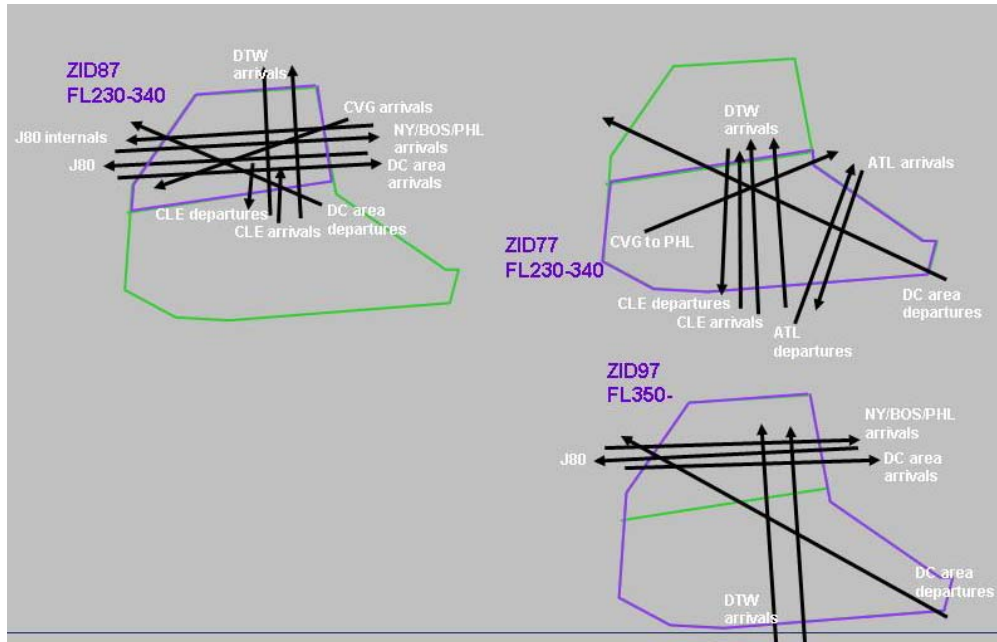 ZID87
FL230-340
DTW
arrivals
CVG arrivals
J80 internals
NY/BOS/PHL
arrivals
J80
DC area
arrivals
CLE departures
CLE arrivals
DC area
departures
ZID77
FL230-340
DTW
arrivals
ATL arrivals
CVG to PHL
CLE departures
CLE arrivals
ATL
departures
DC area
departures
ZID97
FL350-
NY/BOS/PHL
arrivals
J80
DC area
arrivals
DC area
departures
DTW
arrivals